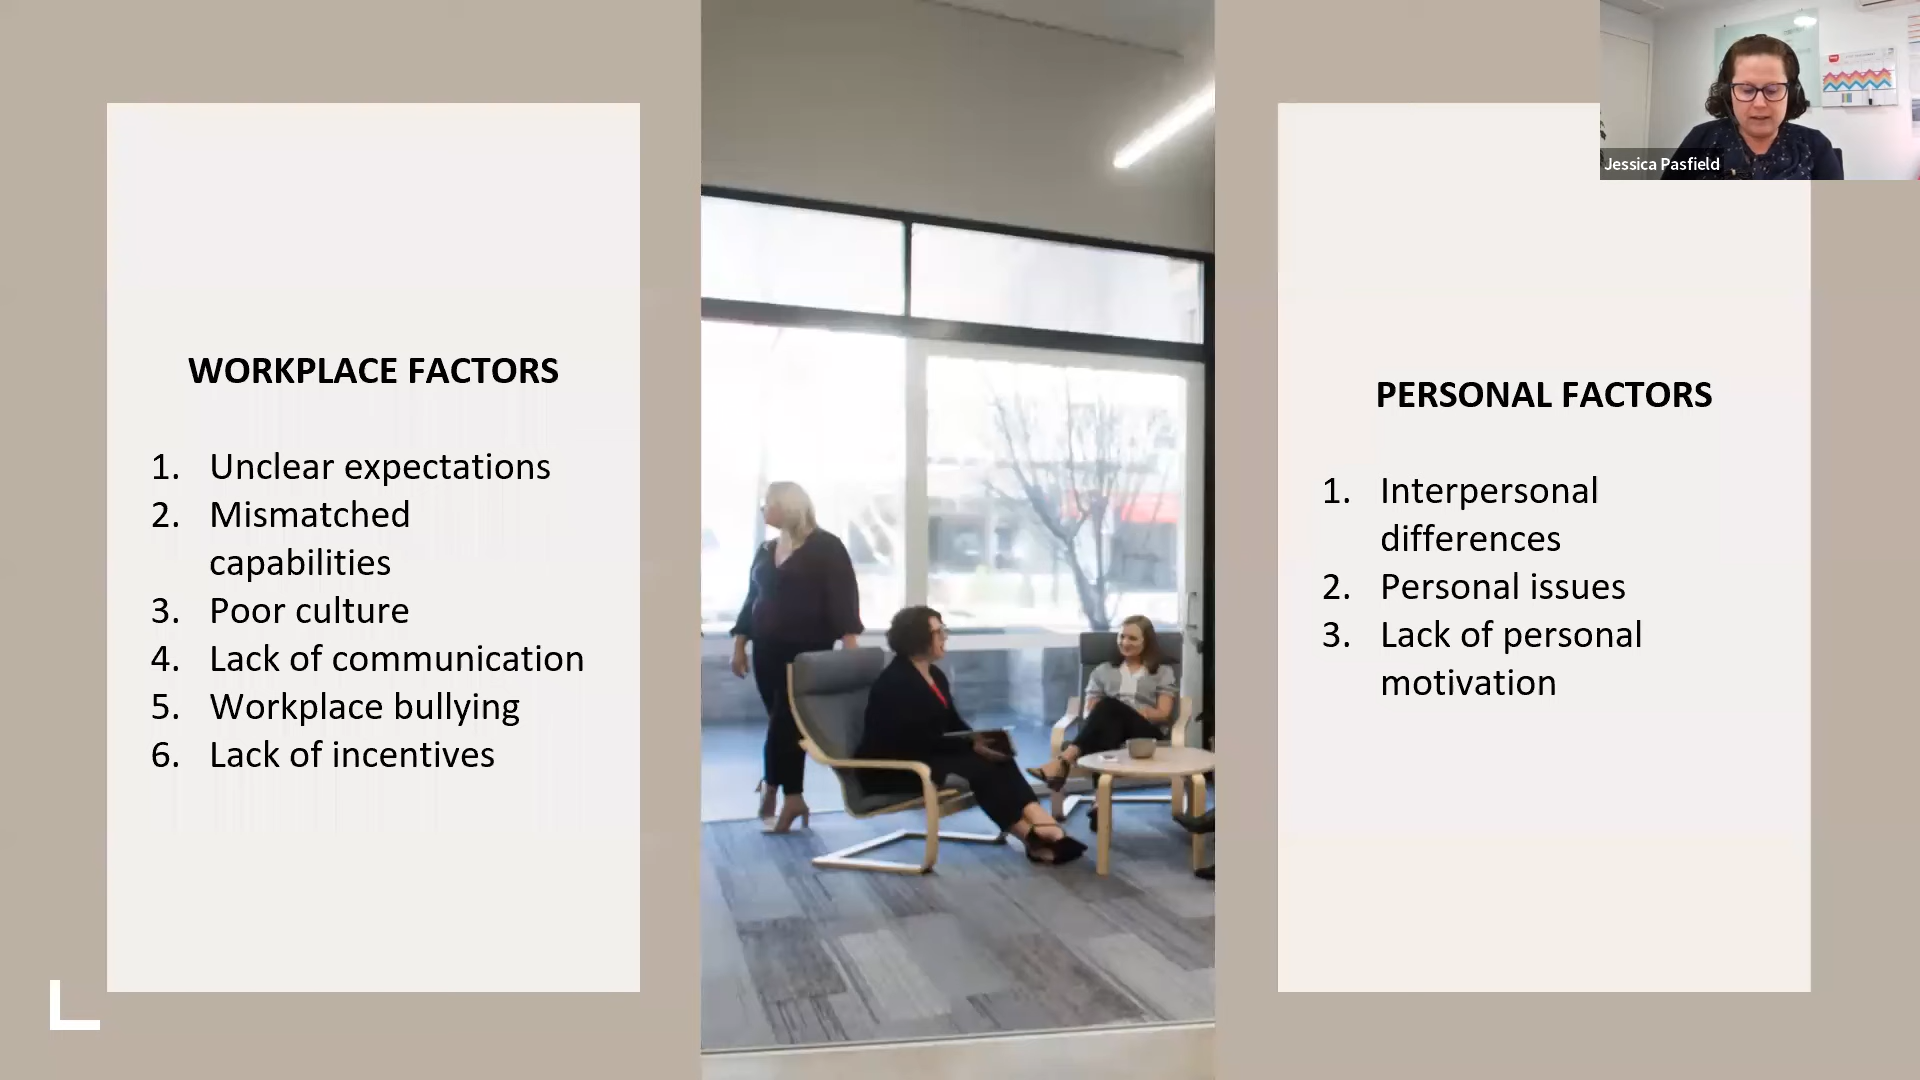 WORKPLACE FACTORS
1. Unclear expectations
2. Mismatched
capabilities
3. Poor culture
4. Lack of communication
5. Workplace bullying
6. Lack of incentives
PERSONAL FACTORS
1. Interpersonal
differences
2. Personal issues
3. Lack of personal
motivation
Jessica Pasfield